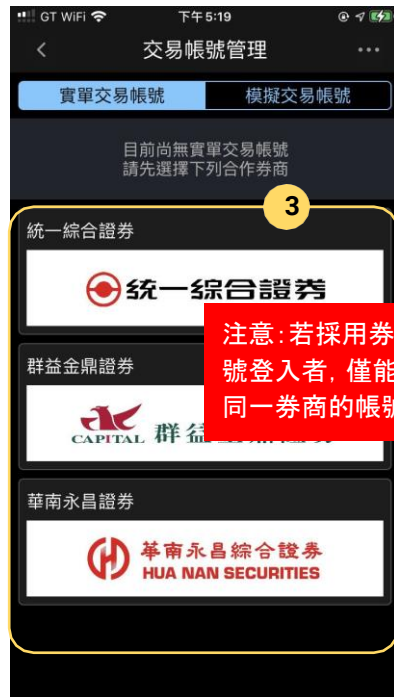 GT WiFi 下午5:19
交易帳號管理
實單交易帳號 模擬交易帳號
目前尚無實單交易帳號
請先選擇下列合作券商
3
統一綜合證券
統一綜合證券
注意:若採用券
號登入者, 僅能
同一券商的帳號
群益金鼎證券
CAPITAL 群益
華南永昌證券
華南永昌綜合證券
HUA NAN SECURITIES